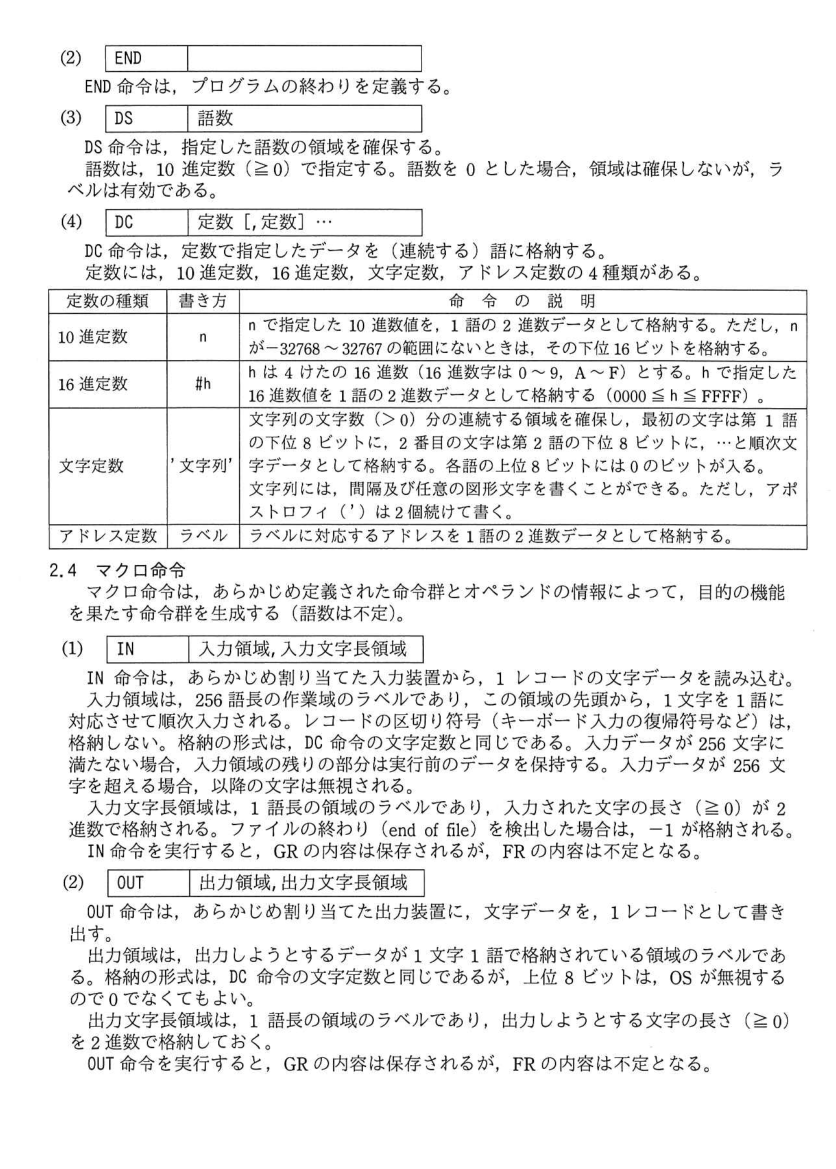 (2) END
END 命令は，プログラムの終わりを定義する。
(3) DS 語数
DS 命令は，指定した語数の領域を確保する。
語数は，10 進定数（≧0）で指定する。語数を 0 とした場合，領域は確保しないが，ラ
ベルは有効である。
(4) DC 定数 [,定数] …
DC 命令は，定数で指定したデータを（連続する）語に格納する。
定数には，10 進定数，16 進定数，文字定数，アドレス定数の 4 種類がある。
定数の種類 書き方 命 令 の 説 明
10 進定数 n n で指定した 10 進数値を，1 語の 2 進数データとして格納する。ただし，n
が－32768～32767 の範囲にないときは，その下位 16 ビットを格納する。
16 進定数 #h h は 4 けたの 16 進数（16 進数字は 0～9，A～F）とする。h で指定した
16 進数値を 1 語の 2 進数データとして格納する（0000≦h≦FFFF）。
文字定数 '文字列' 文字列の文字数（＞0）分の連続する領域を確保し，最初の文字は第 1 語
の下位 8 ビットに，2 番目の文字は第 2 語の下位 8 ビットに，…と順次文
字データとして格納する。各語の上位 8 ビットには 0 のビットが入る。
文字列には，間隔及び任意の図形文字を書くことができる。ただし，アポ
ストロフィ（'）は 2 個続けて書く。
アドレス定数 ラベル ラベルに対応するアドレスを 1 語の 2 進数データとして格納する。
2.4 マクロ命令
マクロ命令は，あらかじめ定義された命令群とオペランドの情報によって，目的の機能
を果たす命令群を生成する（語数は不定）。
(1) IN 入力領域,入力文字長領域
IN 命令は，あらかじめ割り当てた入力装置から，1 レコードの文字データを読み込む。
入力領域は，256 語長の作業域のラベルであり，この領域の先頭から，1 文字を 1 語に
対応させて順次入力される。レコードの区切り符号（キーボード入力の復帰符号など）は，
格納しない。格納の形式は，DC 命令の文字定数と同じである。入力データが 256 文字に
満たない場合，入力領域の残りの部分は実行前のデータを保持する。入力データが 256 文
字を超える場合，以降の文字は無視される。
入力文字長領域は，1 語長の領域のラベルであり，入力された文字の長さ（≧0）が 2
進数で格納される。ファイルの終わり（end of file）を検出した場合は，－1 が格納される。
IN 命令を実行すると，GR の内容は保存されるが，FR の内容は不定となる。
(2) OUT 出力領域,出力文字長領域
OUT 命令は，あらかじめ割り当てた出力装置に，文字データを，1 レコードとして書き
出す。
出力領域は，出力しようとするデータが 1 文字 1 語で格納されている領域のラベルであ
る。格納の形式は，DC 命令の文字定数と同じであるが，上位 8 ビットは，OS が無視する
ので 0 でなくてもよい。
出力文字長領域は，1 語長の領域のラベルであり，出力しようとする文字の長さ（≧0）
を 2 進数で格納しておく。
OUT 命令を実行すると，GR の内容は保存されるが，FR の内容は不定となる。